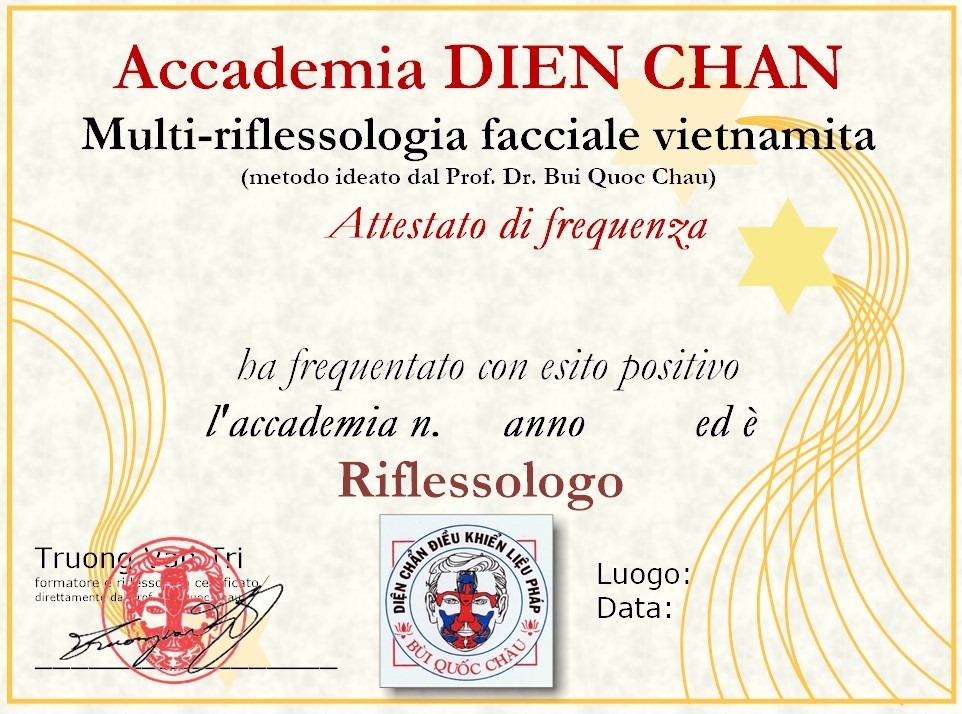 Accademia DIEN CHAN
Multi-riflessologia facciale vietnamita
(metodo ideato dal Prof. Dr. Bui Quoc Chau)
Attestato di frequenza
ha frequentato con esito positivo
l'accademia n. anno ed è
Riflessologo
Truong Van Tri
formatore e riflessologo certificato
direttamente dal Prof.
DIỆN CHẨN ĐIỀU KHIỂN LIỆU PHÁP
BÙI QUỐC CHÂU
Luogo:
Data: